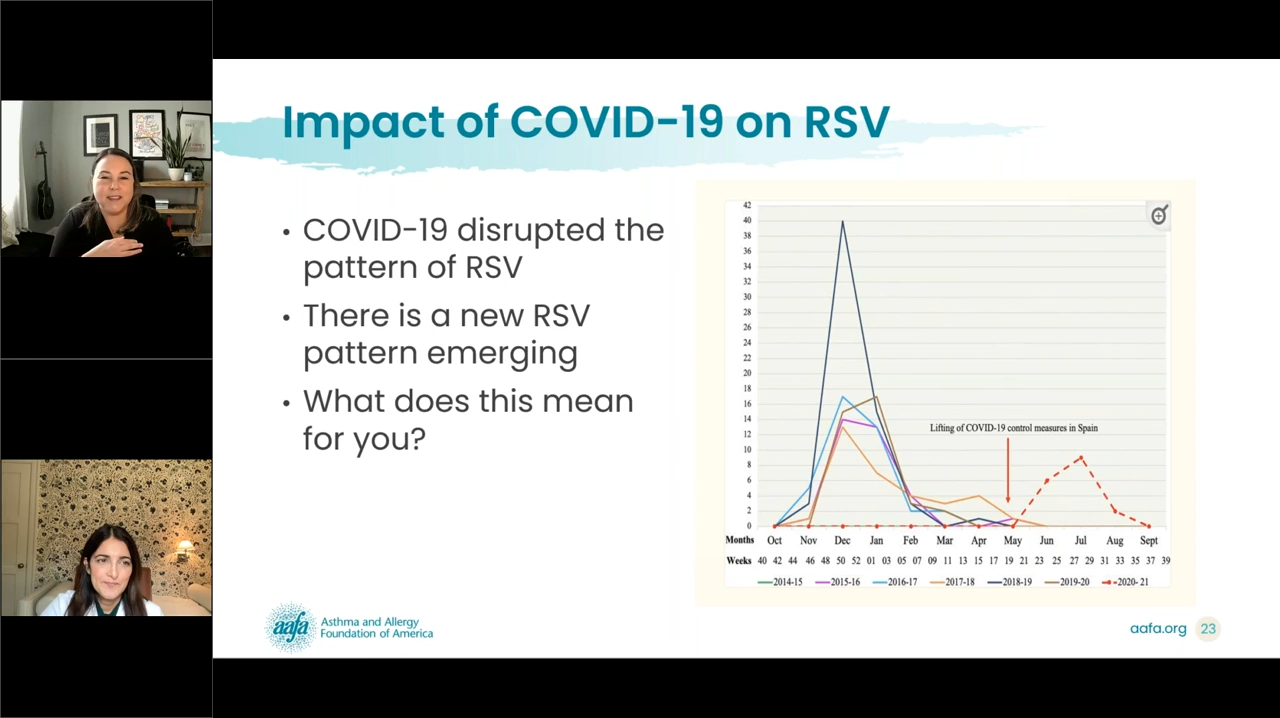 Impact of COVID-19 on RSV
• COVID-19 disrupted the
pattern of RSV
• There is a new RSV
pattern emerging
• What does this mean
for you?
42
40
38
36
34
32
30
28
26
24
22
20
18
16
14
12
10
8
6
4
2
0
Lifting of COVID-19 control measures in Spain
Months Oct Nov Dec Jan Feb Mar Apr May Jun Jul Aug Sept
Weeks 40 42 44 46 48 50 52 01 03 05 07 09 11 13 15 17 19 21 23 25 27 29 31 33 35 37 39
2014-15 2015-16 2016-17 2017-18 2018-19 2019-20 2020- 21
aafa Asthma and Allergy
Foundation of America
aafa.org 23